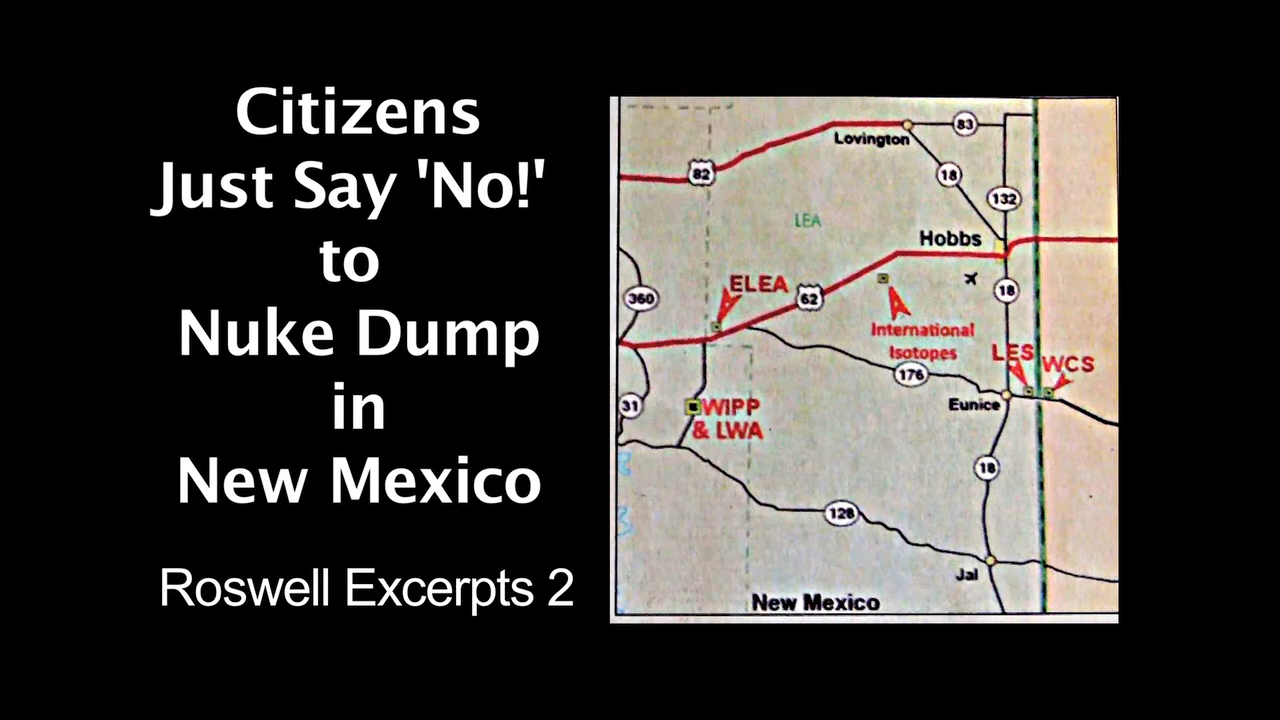 Citizens
Just Say 'No!'
to
Nuke Dump
in
New Mexico
Roswell Excerpts 2
83
Lovington
82
18
132
LEA
Hobbs
ELEA
62
18
360
International
Isotopes
LES
WCS
176
31
WIPP
& LWA
Eunice
18
128
Jal
New Mexico